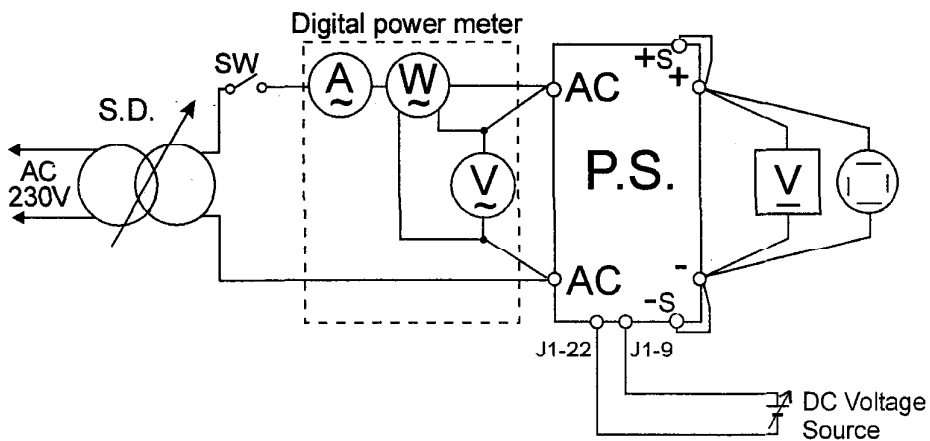 Digital power meter
SW
A
W
+S
+
AC
S.D.
AC
230V
P.S.
V
V
AC
-
-S
J1-22
J1-9
DC Voltage
Source